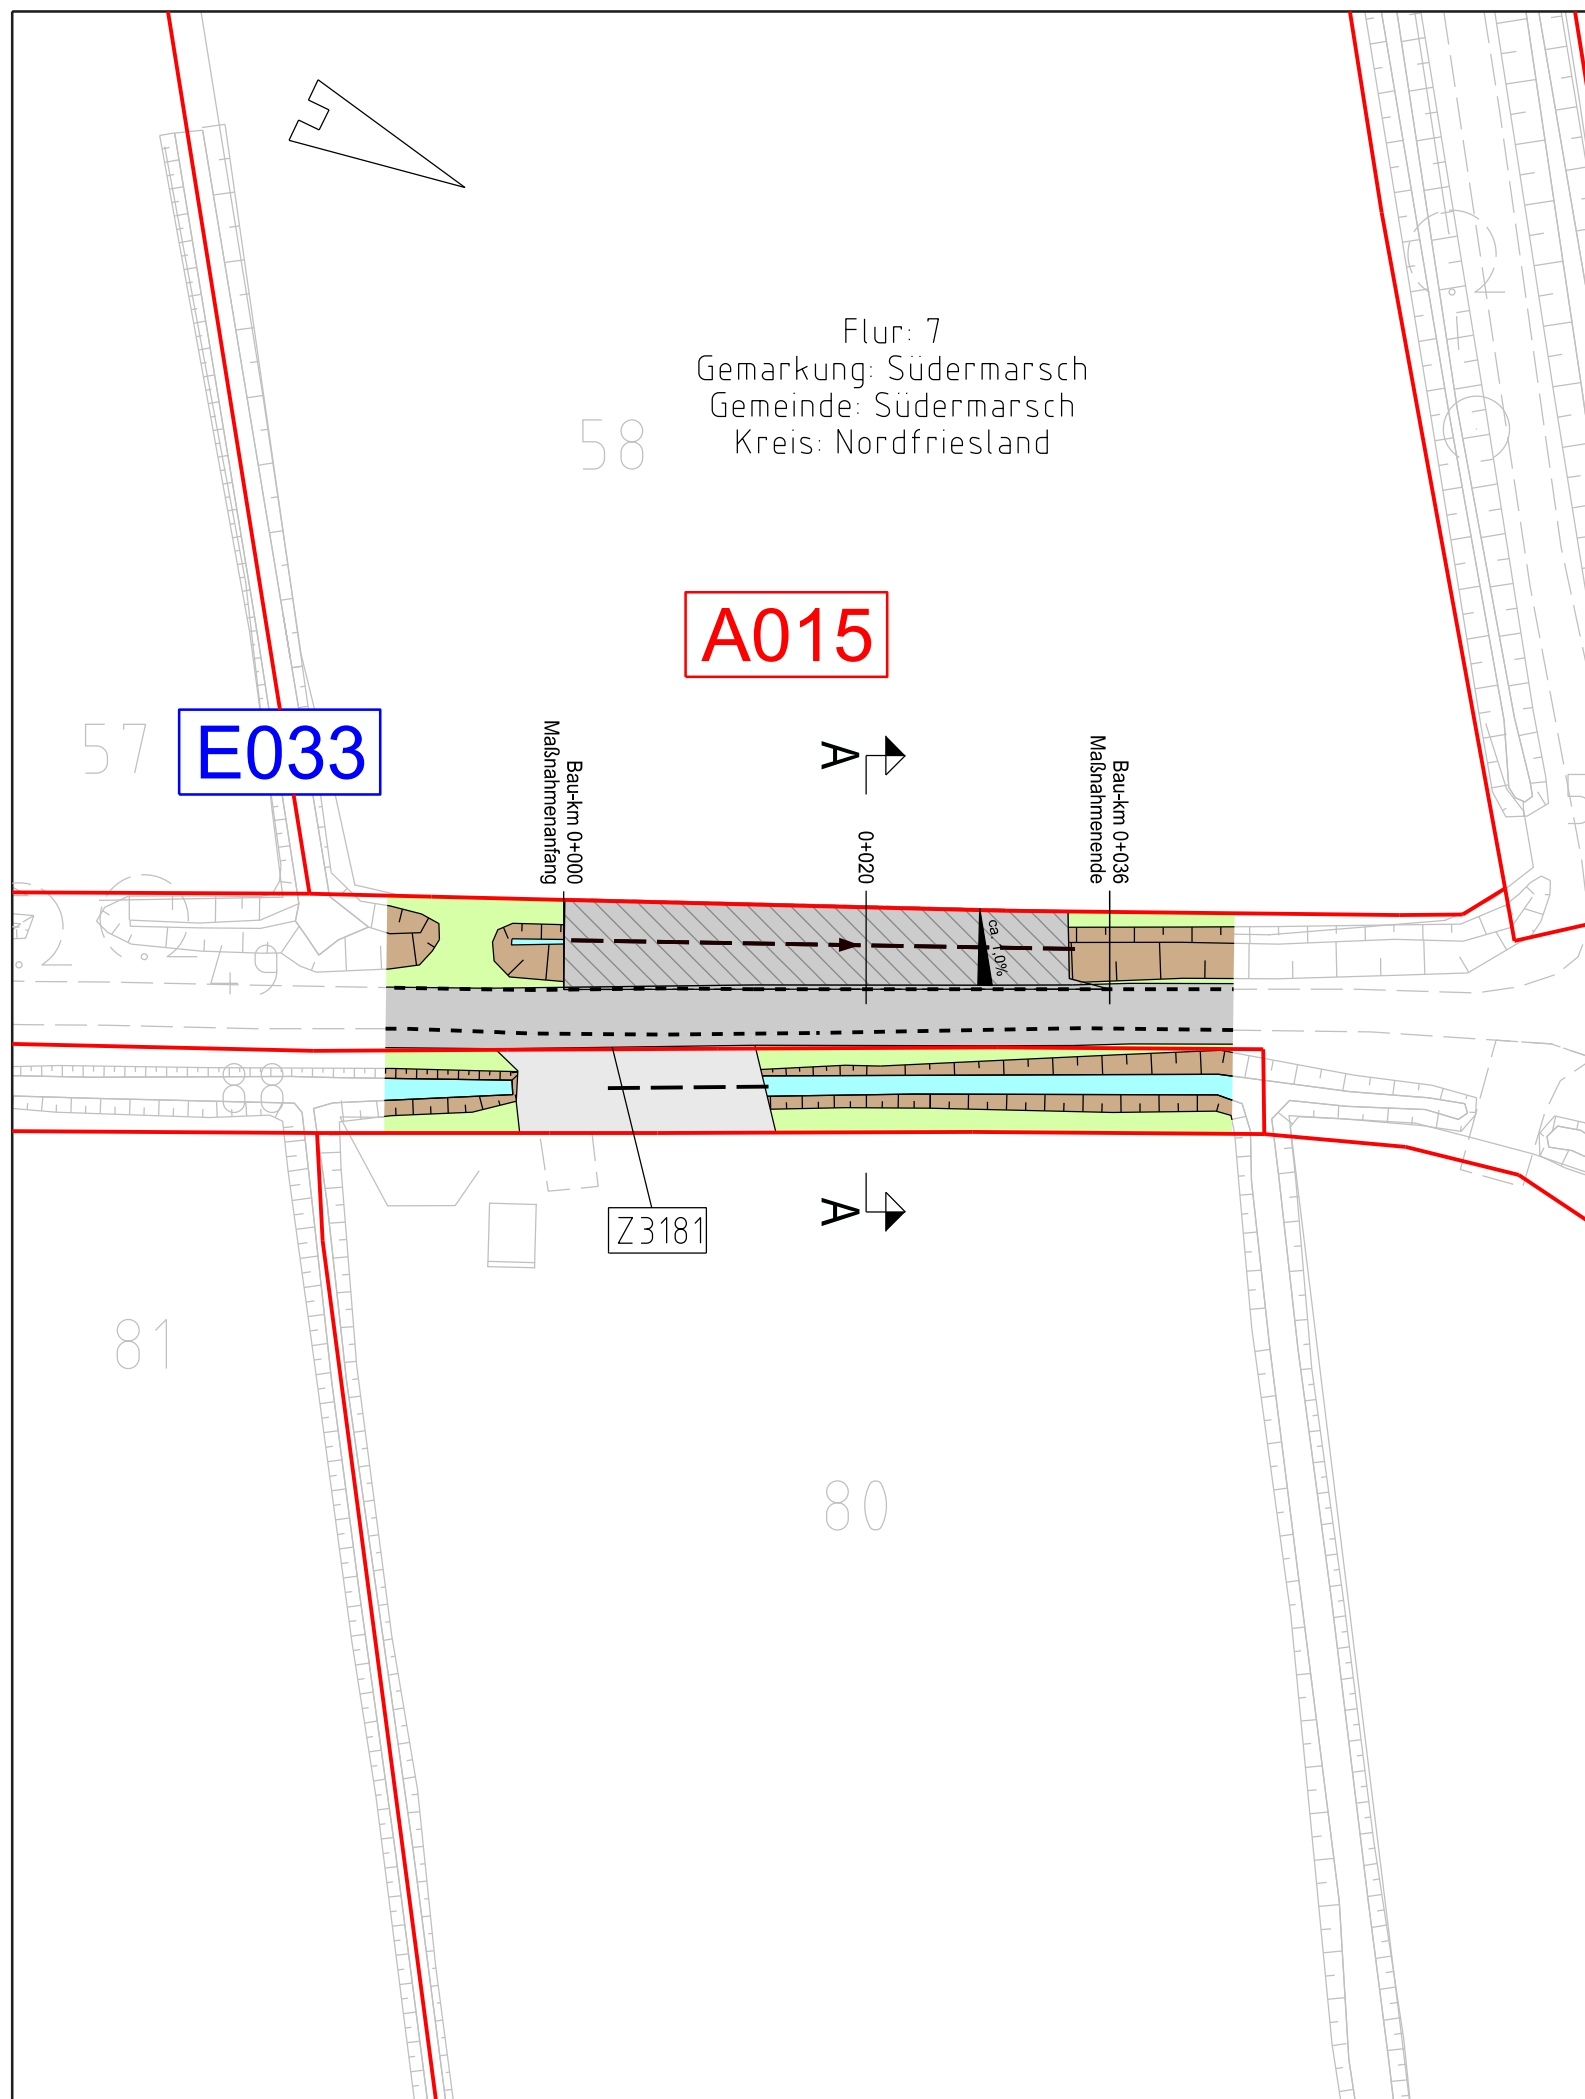 Flur: 7
Gemarkung: Südermarsch
Gemeinde: Südermarsch
Kreis: Nordfriesland
58
A015
57
E033
Bau-km 0+000
Maßnahmenanfang
A
0+020
Bau-km 0+036
Maßnahmenende
ca. 1,0%
49
88
Z3181
A
81
80